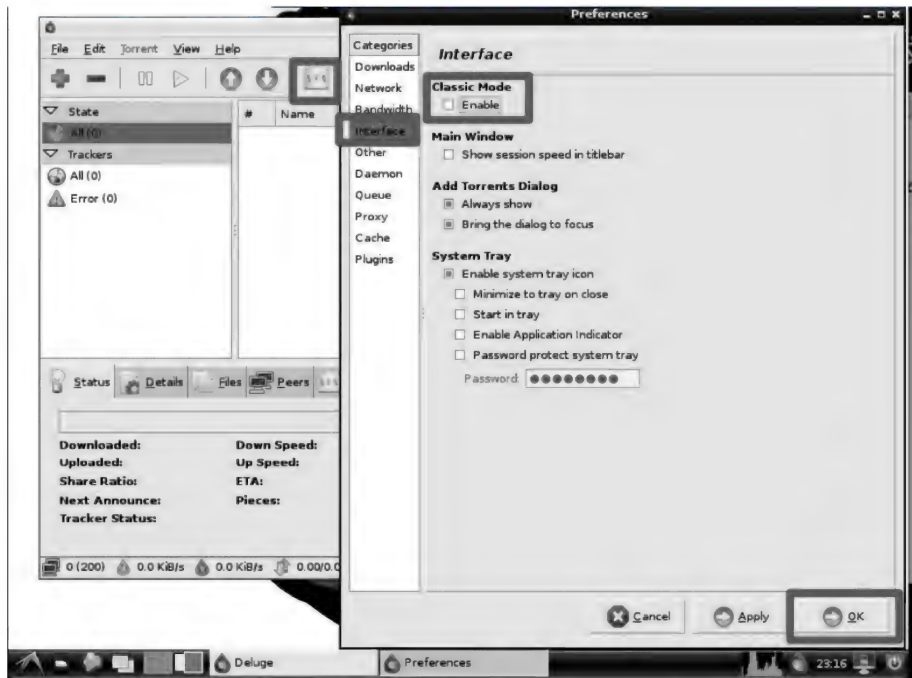 File Edit Torrent View Help
State
All (0)
Trackers
All (0)
Error (0)
# Name
Status Details Files Peers
Downloaded: Down Speed:
Uploaded: Up Speed:
Share Ratio: ETA:
Next Announce: Pieces:
Tracker Status:
0 (200) 0.0 KiB/s 0.0 KiB/s 0.00/0.0
Preferences
Categories
Downloads
Network
Bandwidth
Interface
Other
Daemon
Queue
Proxy
Cache
Plugins
Interface
Classic Mode
Enable
Main Window
Show session speed in titlebar
Add Torrents Dialog
Always show
Bring the dialog to focus
System Tray
Enable system tray icon
Minimize to tray on close
Start in tray
Enable Application Indicator
Password protect system tray
Password:
Cancel Apply OK
Deluge Preferences 23:16